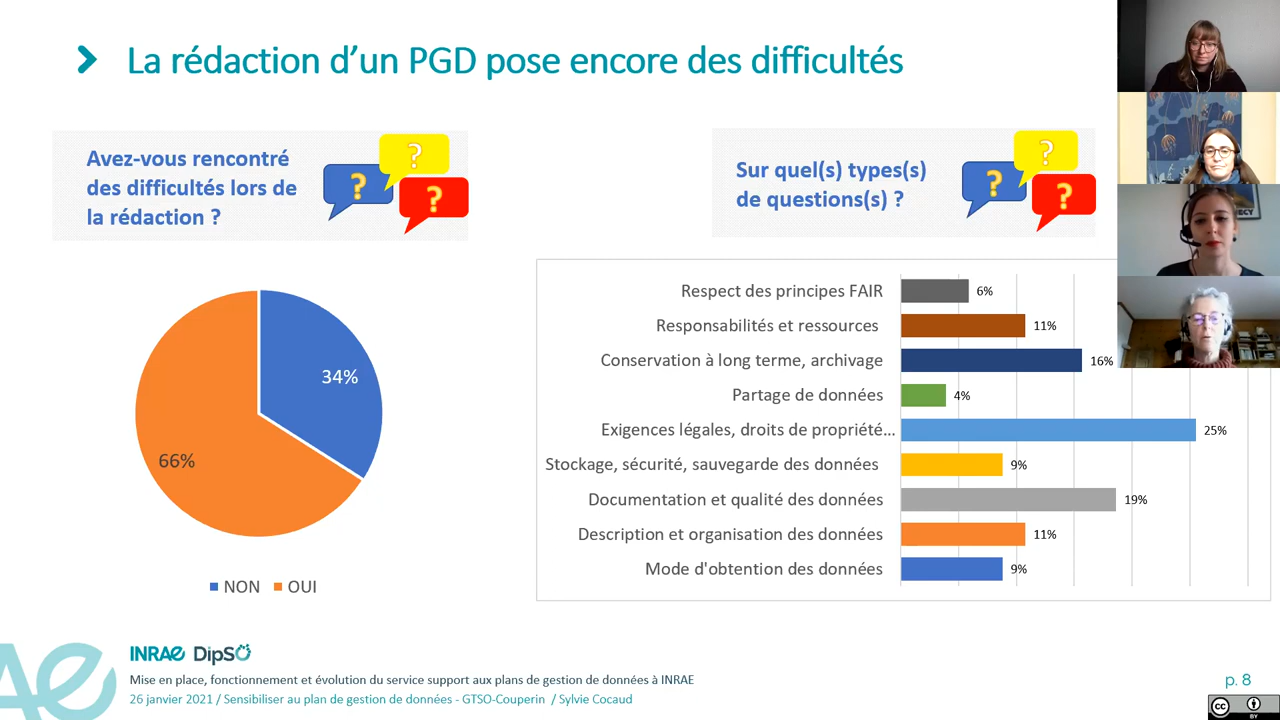 La rédaction d’un PGD pose encore des difficultés
Avez-vous rencontré
des difficultés lors de
la rédaction ?
? ? ?
Sur quel(s) types(s)
de questions(s) ?
? ? ?
34%
66%
NON OUI
Respect des principes FAIR 6%
Responsabilités et ressources 11%
Conservation à long terme, archivage 16%
Partage de données 4%
Exigences légales, droits de propriété… 25%
Stockage, sécurité, sauvegarde des données 9%
Documentation et qualité des données 19%
Description et organisation des données 11%
Mode d'obtention des données 9%
INRAE DipSO
Mise en place, fonctionnement et évolution du service support aux plans de gestion de données à INRAE
26 janvier 2021 / Sensibiliser au plan de gestion de données - GTSO-Couperin / Sylvie Cocaud
p. 8
cc BY